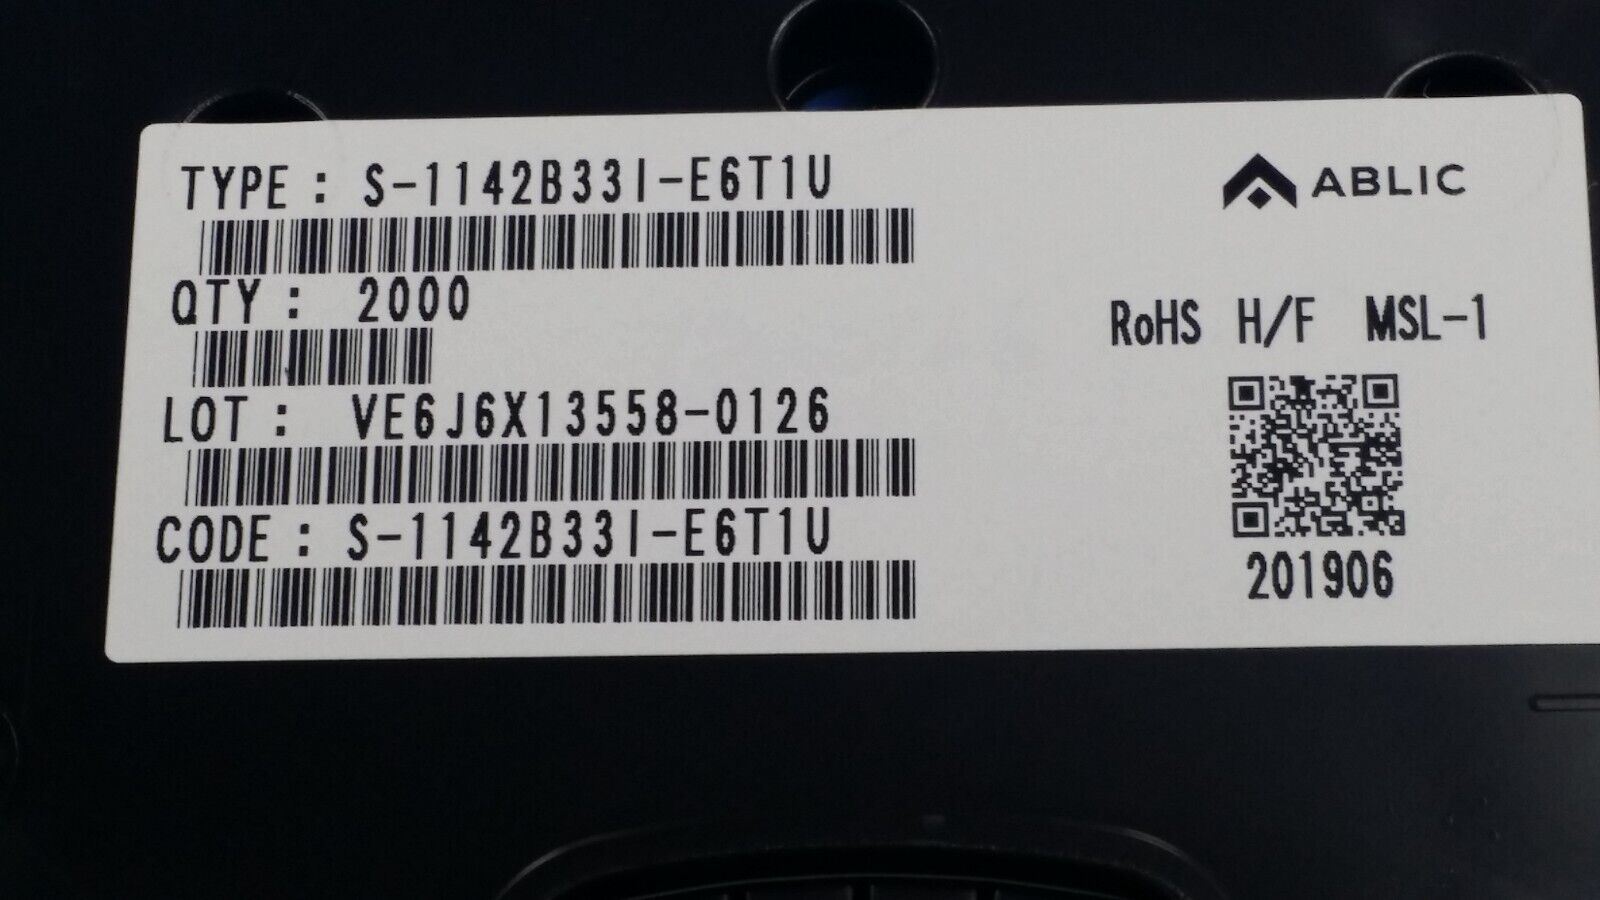 TYPE : S-1142B33I-E6T1U
ABLIC
QTY : 2000
RoHS H/F MSL-1
LOT : VE6J6X13558-0126
CODE : S-1142B33I-E6T1U
201906